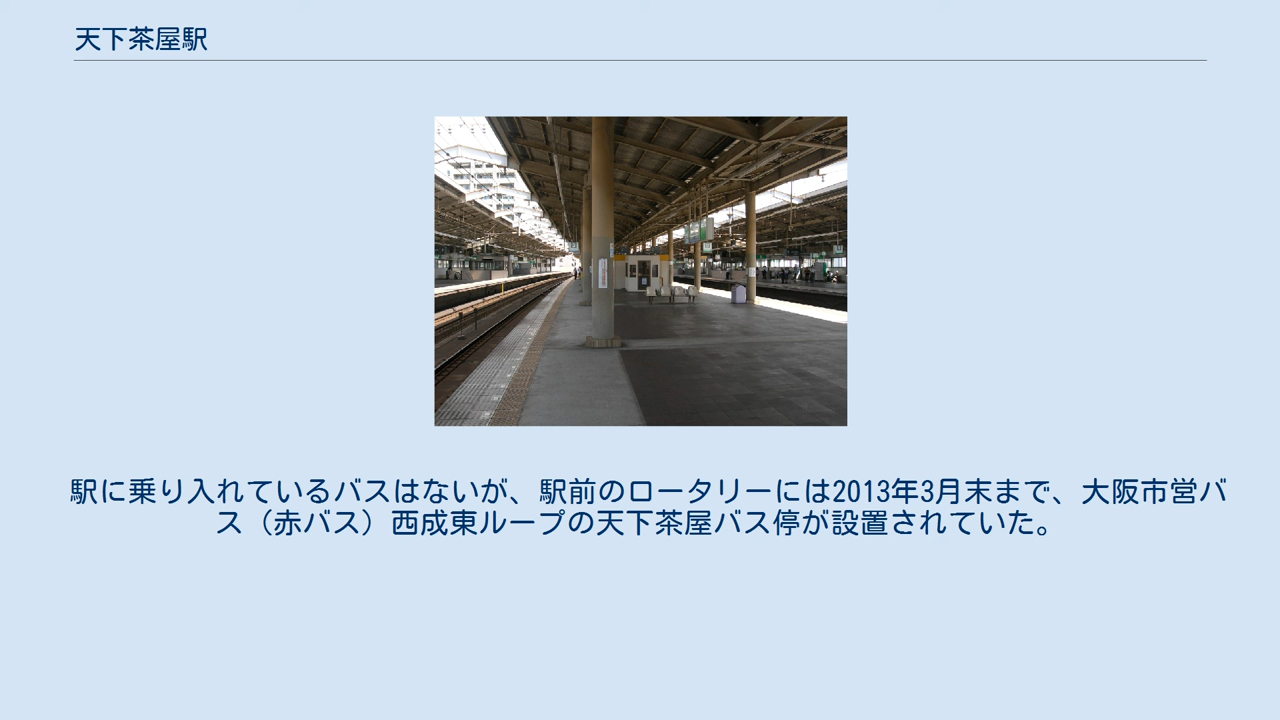 天下茶屋駅
駅に乗り入れているバスはないが、駅前のロータリーには2013年3月末まで、大阪市営バ
ス（赤バス）西成東ループの天下茶屋バス停が設置されていた。